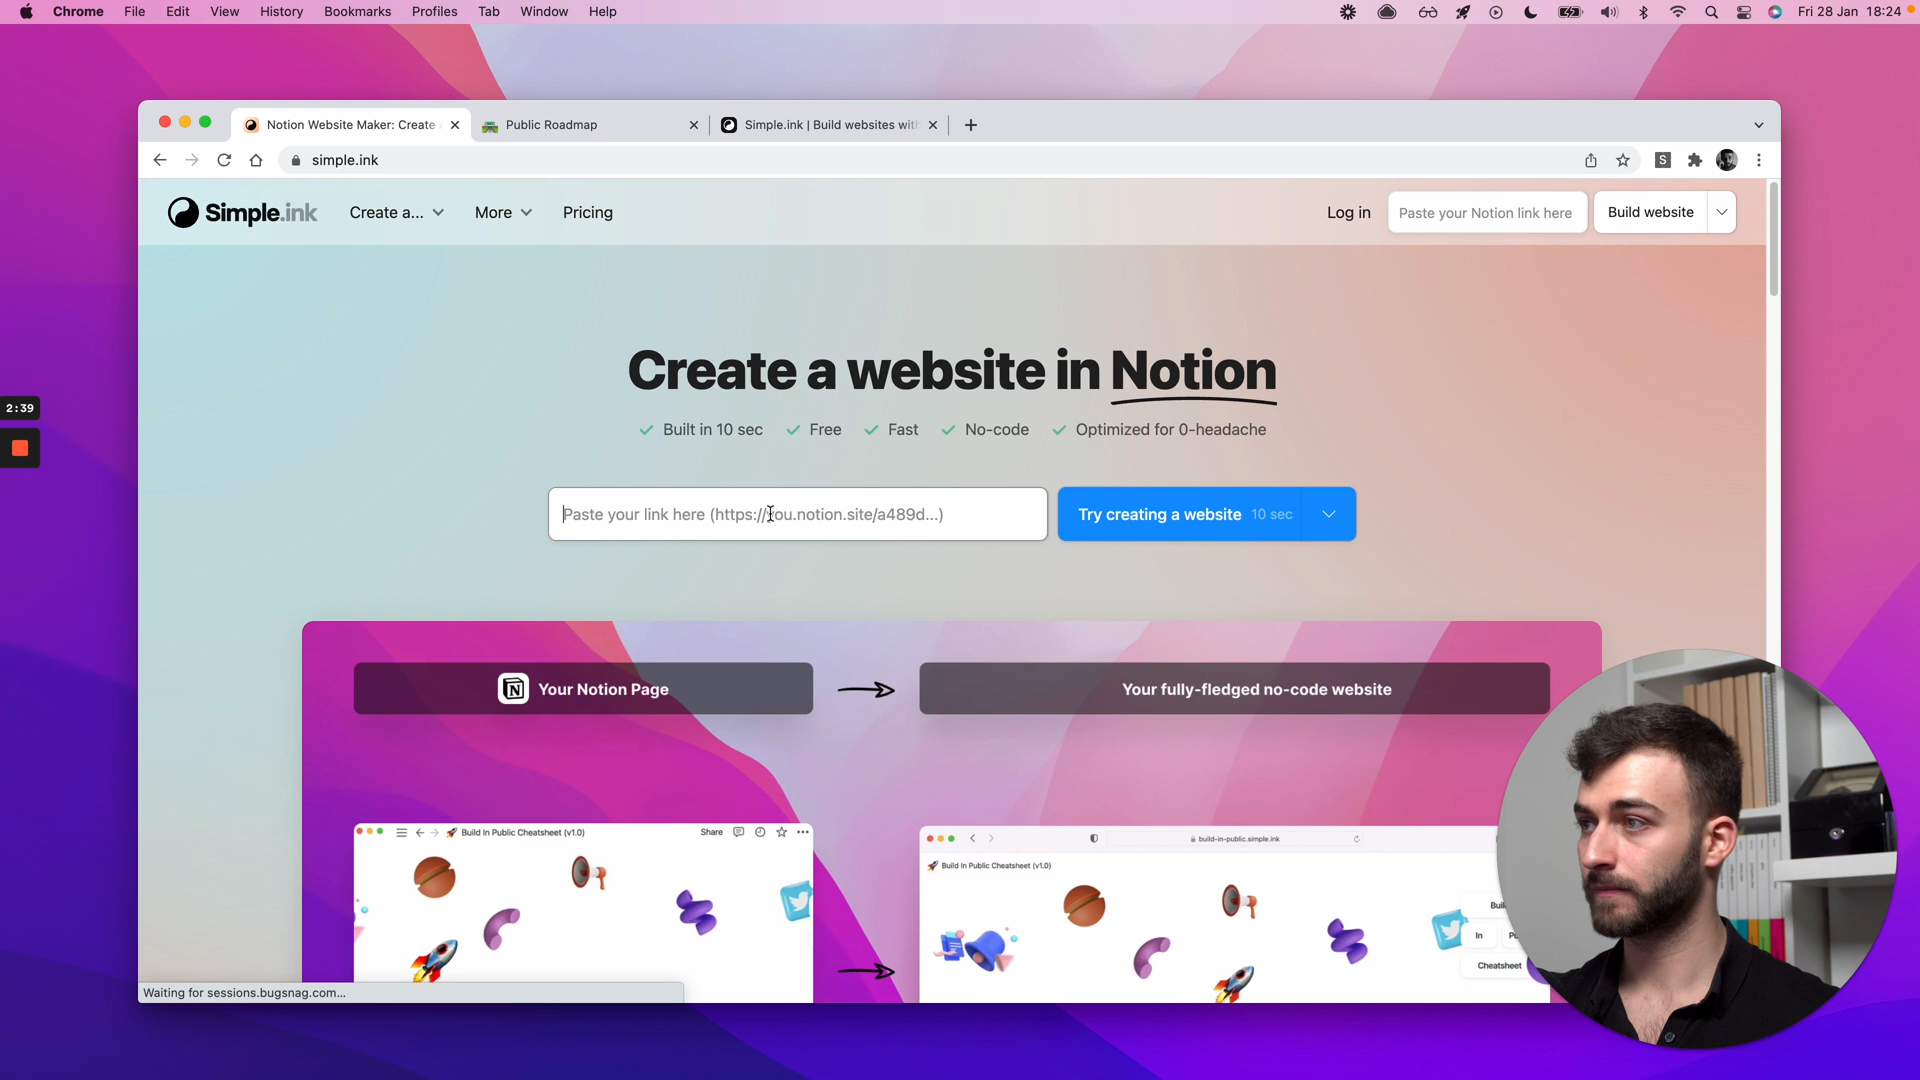 Chrome File Edit View History Bookmarks Profiles Tab Window Help Fri 28 Jan 18:24
Notion Website Maker: Create Public Roadmap Simple.ink | Build websites with
simple.ink S
Simple.ink Create a... More Pricing Log in Paste your Notion link here Build website
Create a website in Notion
2:39
Built in 10 sec Free Fast No-code Optimized for 0-headache
Paste your link here (https://you.notion.site/a489d...) Try creating a website 10 sec
N Your Notion Page Your fully-fledged no-code website
Build In Public Cheatsheet (v1.0) Share
build-in-public.simple.ink
Build In Public Cheatsheet (v1.0)
In
Cheatsheet
Waiting for sessions.bugsnag.com...